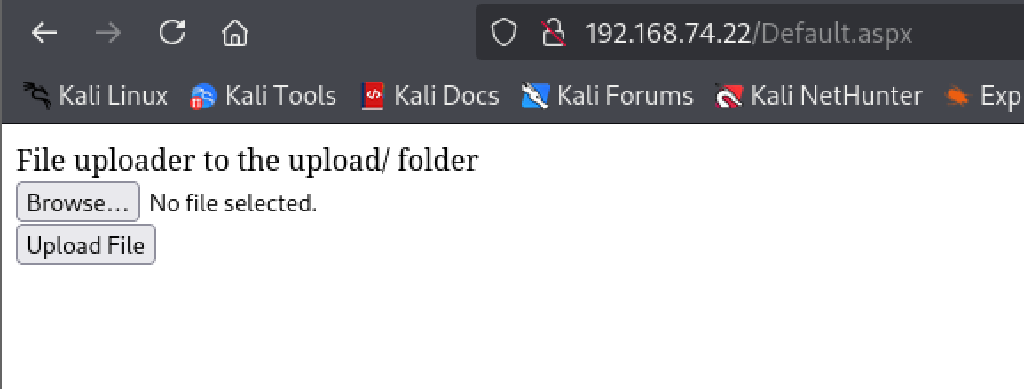 192.168.74.22/Default.aspx
Kali Linux Kali Tools Kali Docs Kali Forums Kali NetHunter Exp
File uploader to the upload/ folder
Browse... No file selected.
Upload File